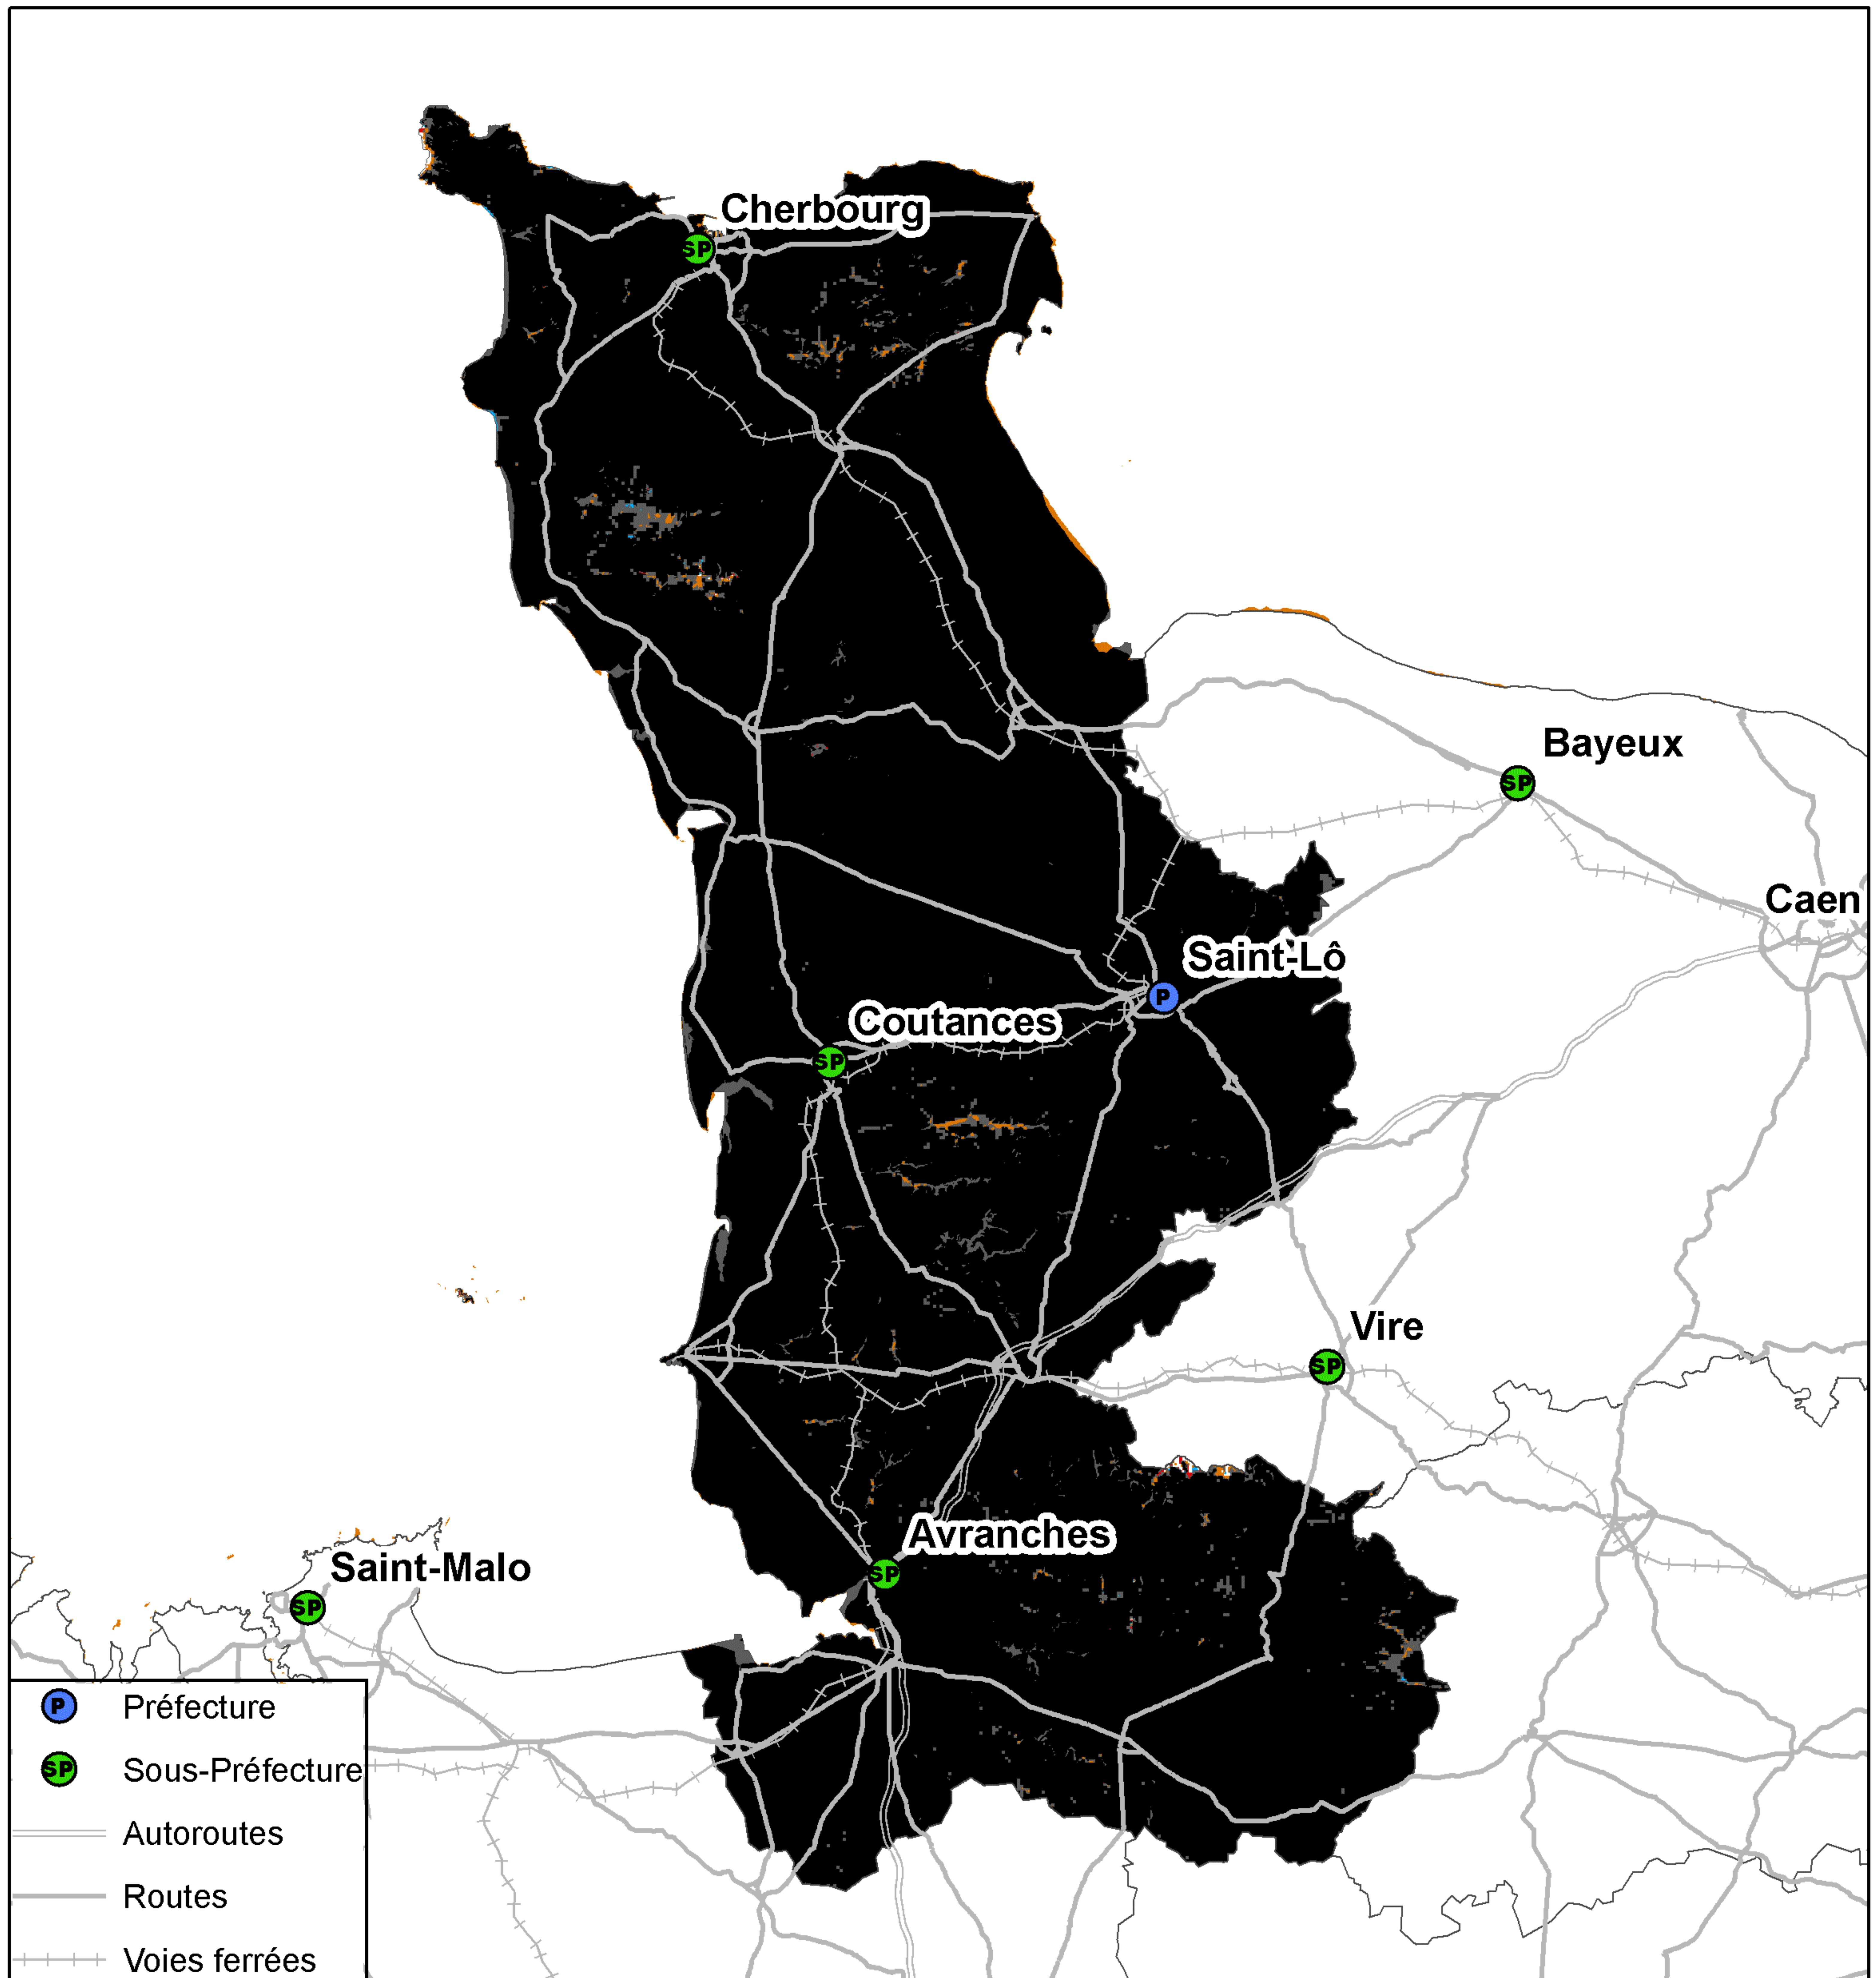 Cherbourg
SP
Bayeux
SP
Caen
Saint-Lô
P
Coutances
SP
Vire
SP
Avranches
SP
Saint-Malo
SP
P Préfecture
SP Sous-Préfecture
Autoroutes
Routes
Voies ferrées